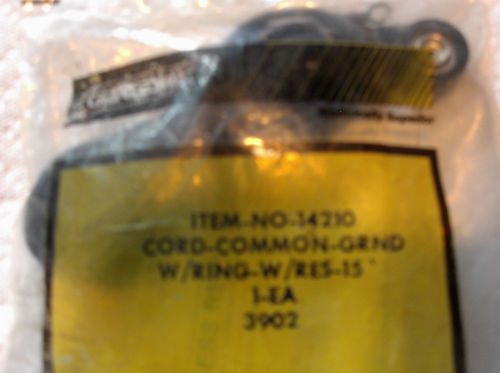 ITEM-NO-14210
CORD-COMMON-GRND
W/RING-W/RES-15'
1-EA
3902